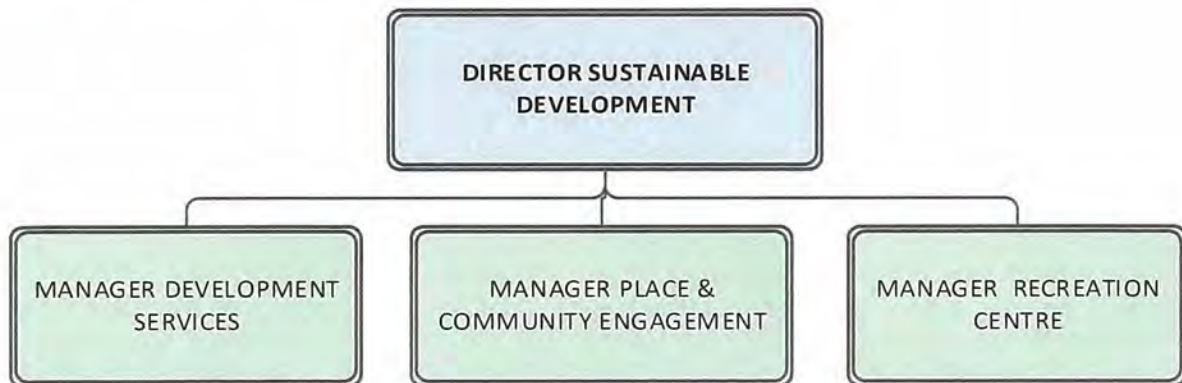 DIRECTOR SUSTAINABLE
DEVELOPMENT
MANAGER DEVELOPMENT
SERVICES
MANAGER PLACE &
COMMUNITY ENGAGEMENT
MANAGER RECREATION
CENTRE